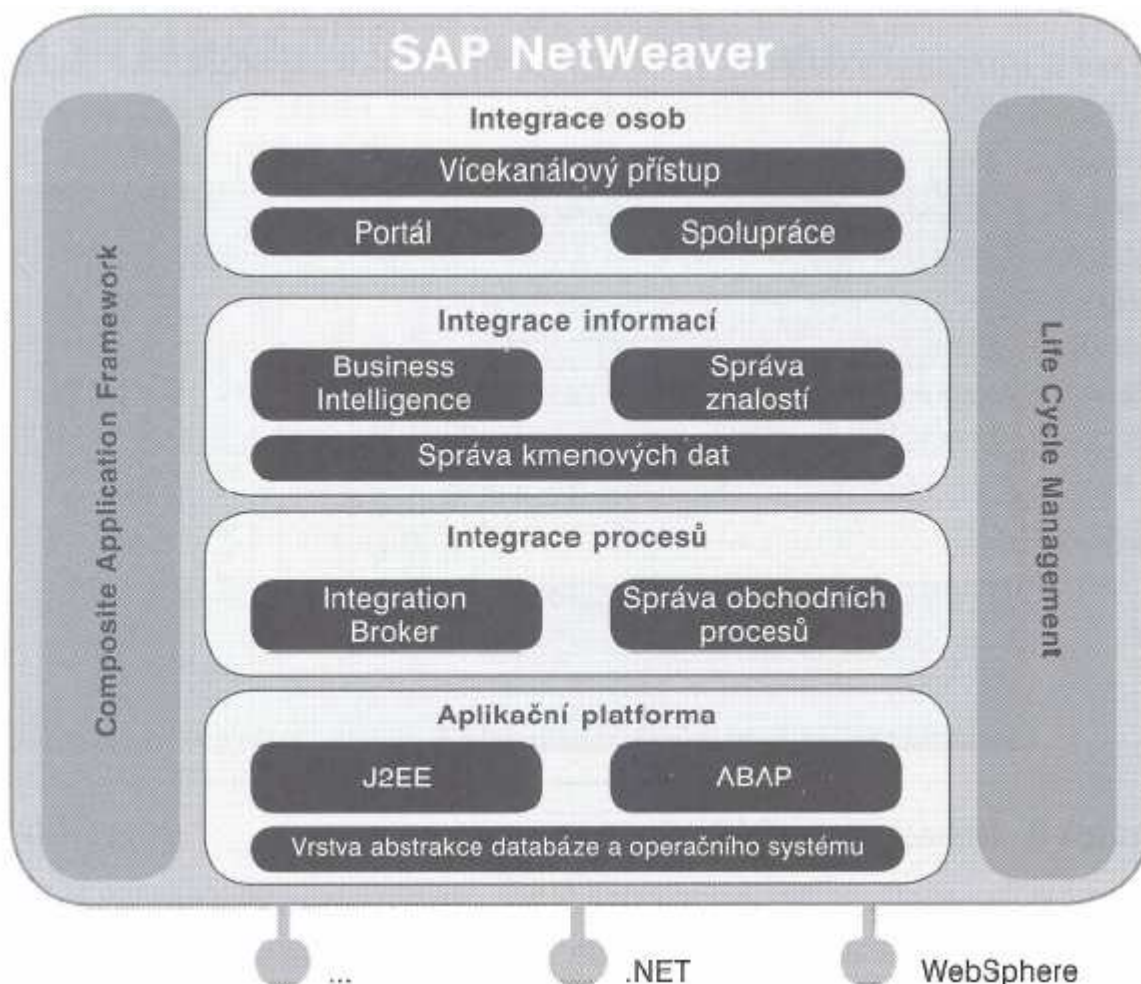 SAP NetWeaver
Composite Application Framework
Integrace osob
Vícekanálový přístup
Portál
Spolupráce
Integrace informací
Business
Intelligence
Správa
znalostí
Správa kmenových dat
Integrace procesů
Integration
Broker
Správa obchodních
procesů
Aplikační platforma
J2EE
ABAP
Vrstva abstrakce databáze a operačního systému
Life Cycle Management
...
.NET
WebSphere